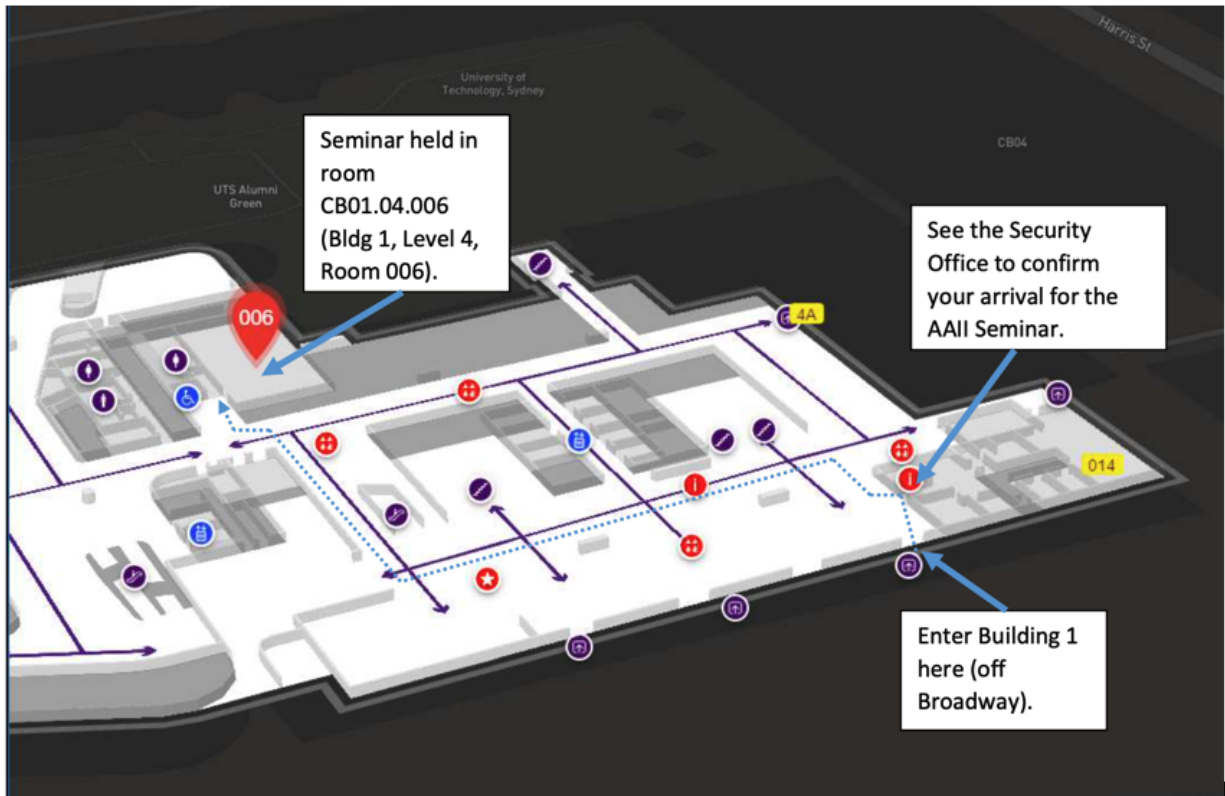 Harris St
University of
Technology, Sydney
CB04
Seminar held in
room
CB01.04.006
(Bldg 1, Level 4,
Room 006).
UTS Alumni
Green
See the Security
Office to confirm
your arrival for the
AAII Seminar.
006
4A
014
Enter Building 1
here (off
Broadway).